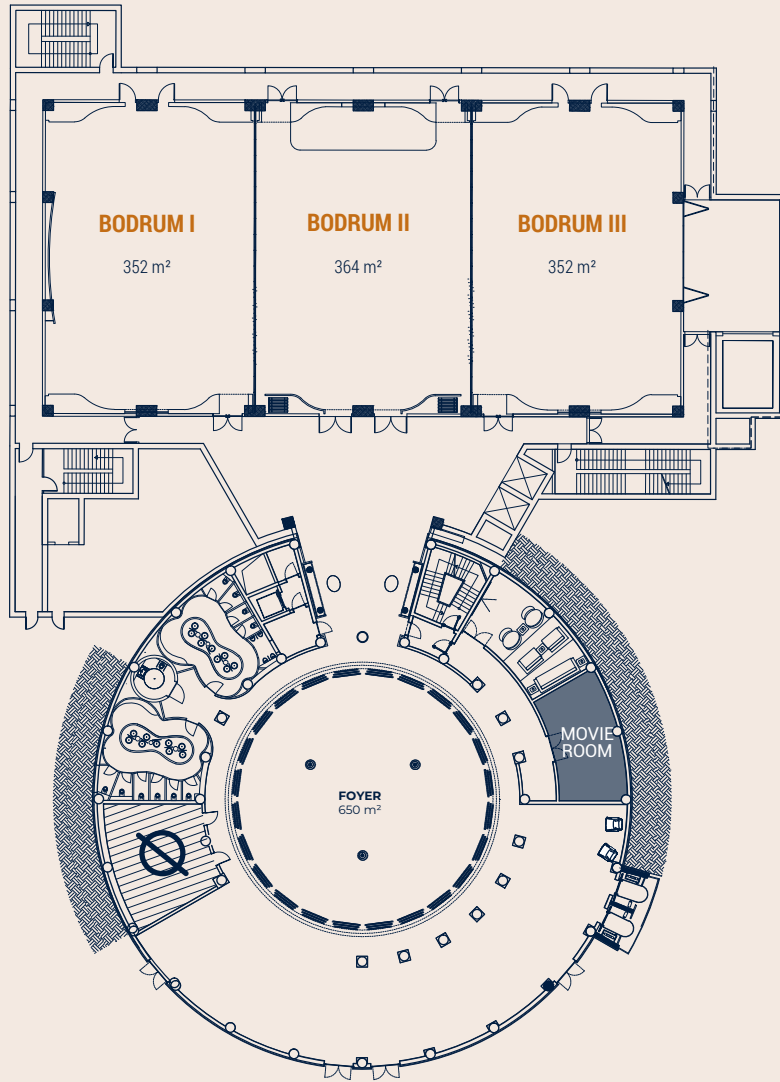 BODRUM I
352 m²
BODRUM II
364 m²
BODRUM III
352 m²
MOVIE
ROOM
FOYER
650 m²